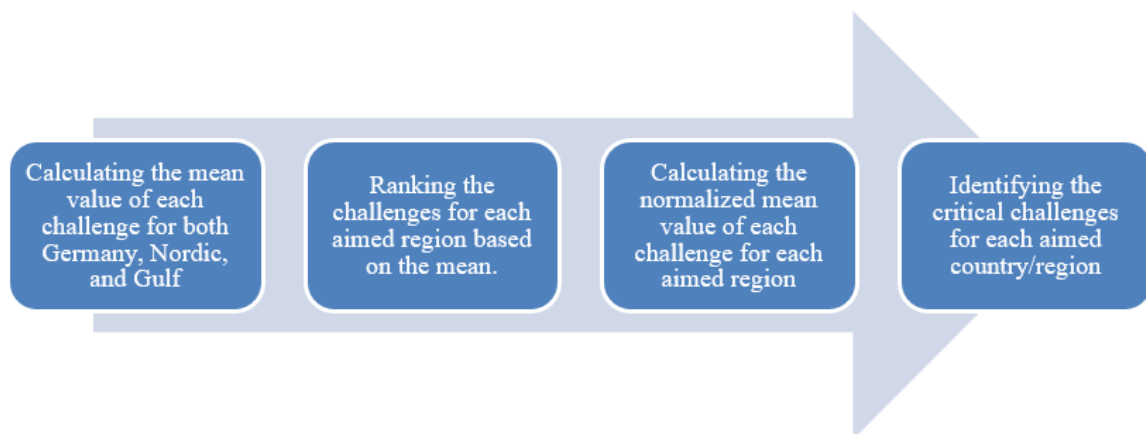 Calculating the mean
value of each
challenge for both
Germany, Nordic,
and Gulf
Ranking the
challenges for each
aimed region based
on the mean.
Calculating the
normalized mean
value of each
challenge for each
aimed region
Identifying the
critical challenges
for each aimed
country/region